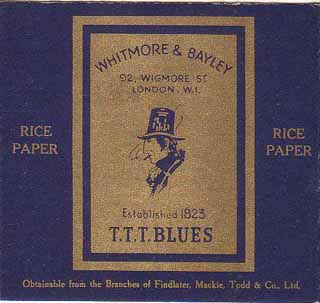 WHITMORE & BAYLEY
92, WIGMORE ST.
LONDON, W.1.
RICE
PAPER
RICE
PAPER
Established 1823
T.T.T. BLUES
Obtainable from the Branches of Findlater, Mackie, Todd & Co., Ltd.